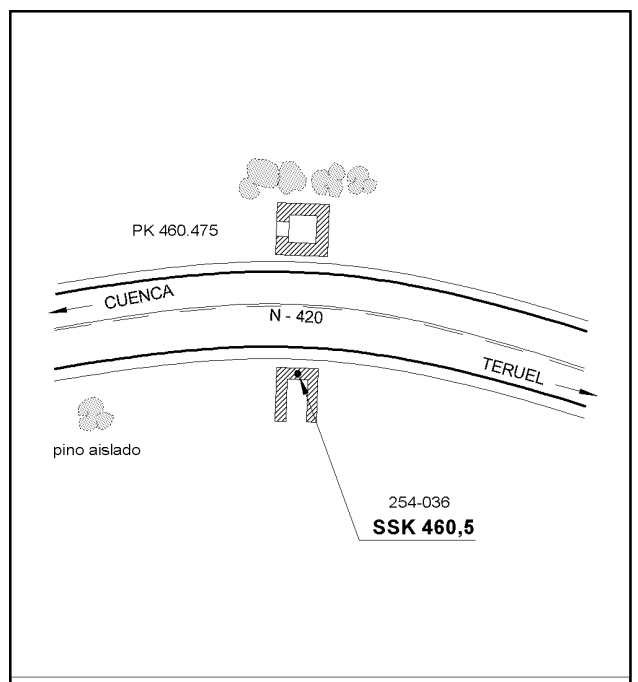 PK 460.475
CUENCA
N - 420
TERUEL
pino aislado
254-036
SSK 460,5